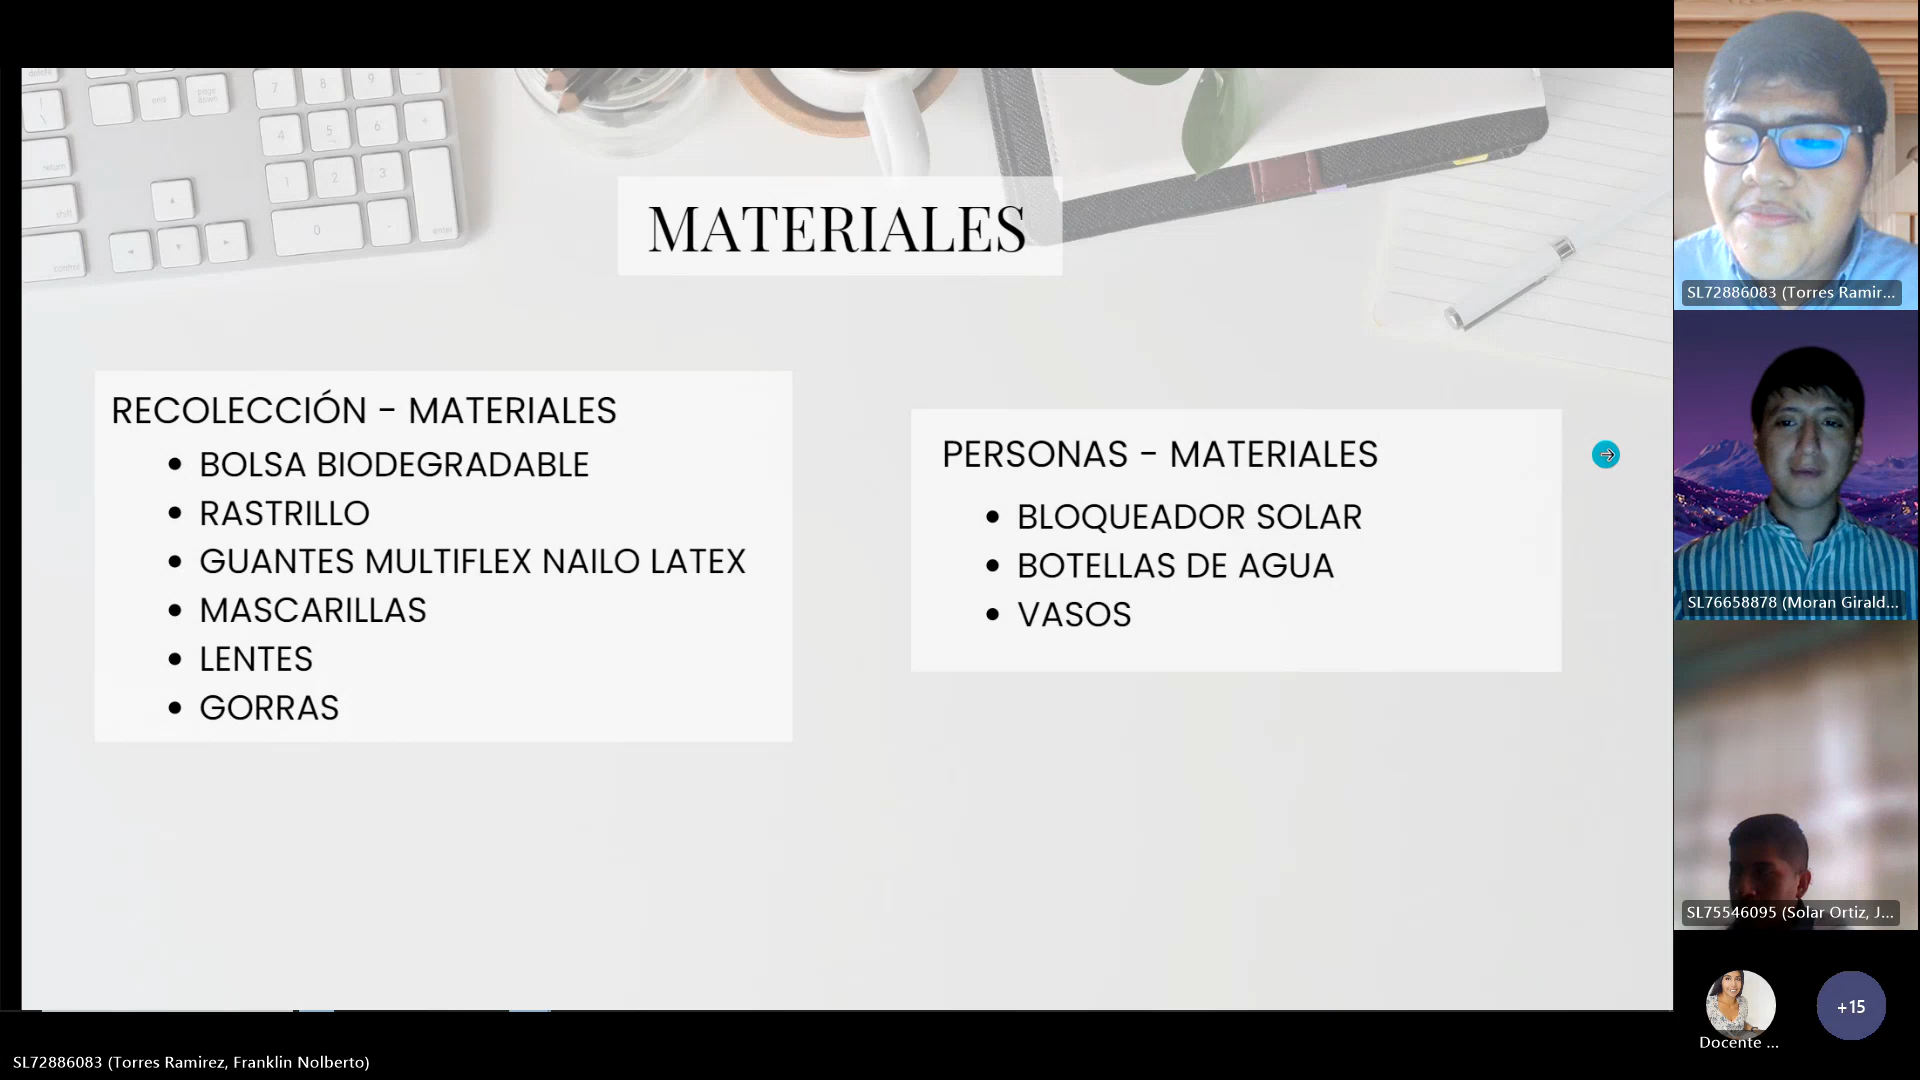 MATERIALES
RECOLECCIÓN - MATERIALES
• BOLSA BIODEGRADABLE
• RASTRILLO
• GUANTES MULTIFLEX NAILO LATEX
• MASCARILLAS
• LENTES
• GORRAS
PERSONAS - MATERIALES
• BLOQUEADOR SOLAR
• BOTELLAS DE AGUA
• VASOS
SL72886083 (Torres Ramir...
SL76658878 (Moran Girald...
SL75546095 (Solar Ortiz, J...
Docente ...
+15
SL72886083 (Torres Ramirez, Franklin Nolberto)